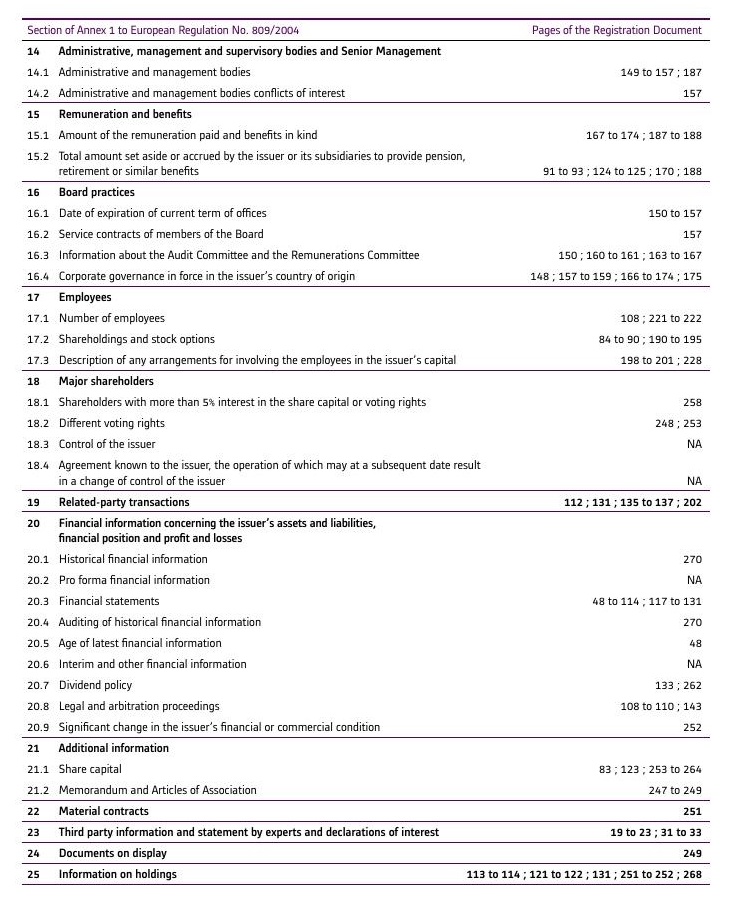 Section of Annex 1 to European Regulation No. 809/2004 Pages of the Registration Document
14 Administrative, management and supervisory bodies and Senior Management
14.1 Administrative and management bodies 149 to 157 ; 187
14.2 Administrative and management bodies conflicts of interest 157
15 Remuneration and benefits
15.1 Amount of the remuneration paid and benefits in kind 167 to 174 ; 187 to 188
15.2 Total amount set aside or accrued by the issuer or its subsidiaries to provide pension,
retirement or similar benefits 91 to 93 ; 124 to 125 ; 170 ; 188
16 Board practices
16.1 Date of expiration of current term of offices 150 to 157
16.2 Service contracts of members of the Board 157
16.3 Information about the Audit Committee and the Remunerations Committee 150 ; 160 to 161 ; 163 to 167
16.4 Corporate governance in force in the issuer's country of origin 148 ; 157 to 159 ; 166 to 174 ; 175
17 Employees
17.1 Number of employees 108 ; 221 to 222
17.2 Shareholdings and stock options 84 to 90 ; 190 to 195
17.3 Description of any arrangements for involving the employees in the issuer's capital 198 to 201 ; 228
18 Major shareholders
18.1 Shareholders with more than 5% interest in the share capital or voting rights 258
18.2 Different voting rights 248 ; 253
18.3 Control of the issuer NA
18.4 Agreement known to the issuer, the operation of which may at a subsequent date result
in a change of control of the issuer NA
19 Related-party transactions 112 ; 131 ; 135 to 137 ; 202
20 Financial information concerning the issuer's assets and liabilities,
financial position and profit and losses
20.1 Historical financial information 270
20.2 Pro forma financial information NA
20.3 Financial statements 48 to 114 ; 117 to 131
20.4 Auditing of historical financial information 270
20.5 Age of latest financial information 48
20.6 Interim and other financial information NA
20.7 Dividend policy 133 ; 262
20.8 Legal and arbitration proceedings 108 to 110 ; 143
20.9 Significant change in the issuer's financial or commercial condition 252
21 Additional information
21.1 Share capital 83 ; 123 ; 253 to 264
21.2 Memorandum and Articles of Association 247 to 249
22 Material contracts 251
23 Third party information and statement by experts and declarations of interest 19 to 23 ; 31 to 33
24 Documents on display 249
25 Information on holdings 113 to 114 ; 121 to 122 ; 131 ; 251 to 252 ; 268